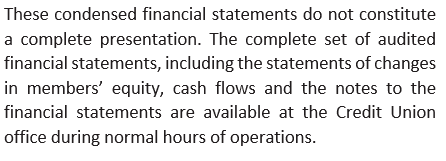 These condensed financial statements do not constitute
a complete presentation. The complete set of audited
financial statements, including the statements of changes
in members’ equity, cash flows and the notes to the
financial statements are available at the Credit Union
office during normal hours of operations.